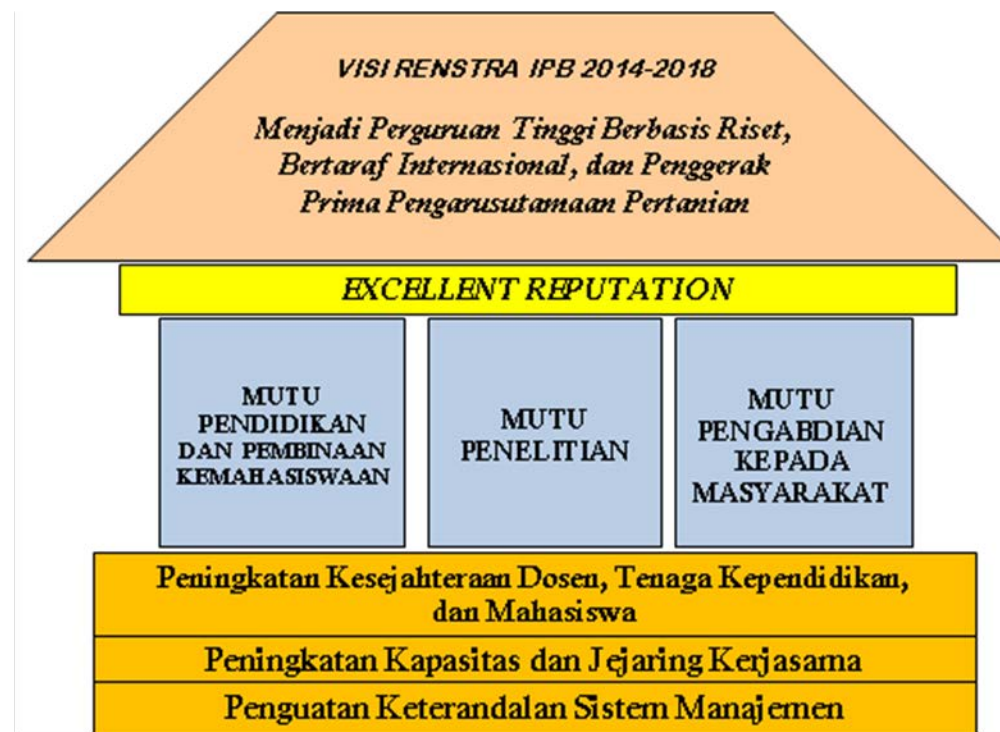 VISI RENSTRA IPB 2014-2018
Menjadi Perguruan Tinggi Berbasis Riset,
Bertaraf Internasional, dan Penggerak
Prima Pengarusutamaan Pertanian
EXCELLENT REPUTATION
MUTU
PENDIDIKAN
DAN PEMBINAAN
KEMAHASISWAAN
MUTU
PENELITIAN
MUTU
PENGABDIAN
KEPADA
MASYARAKAT
Peningkatan Kesejahteraan Dosen, Tenaga Kependidikan,
dan Mahasiswa
Peningkatan Kapasitas dan Jejaring Kerjasama
Penguatan Keterandalan Sistem Manajemen